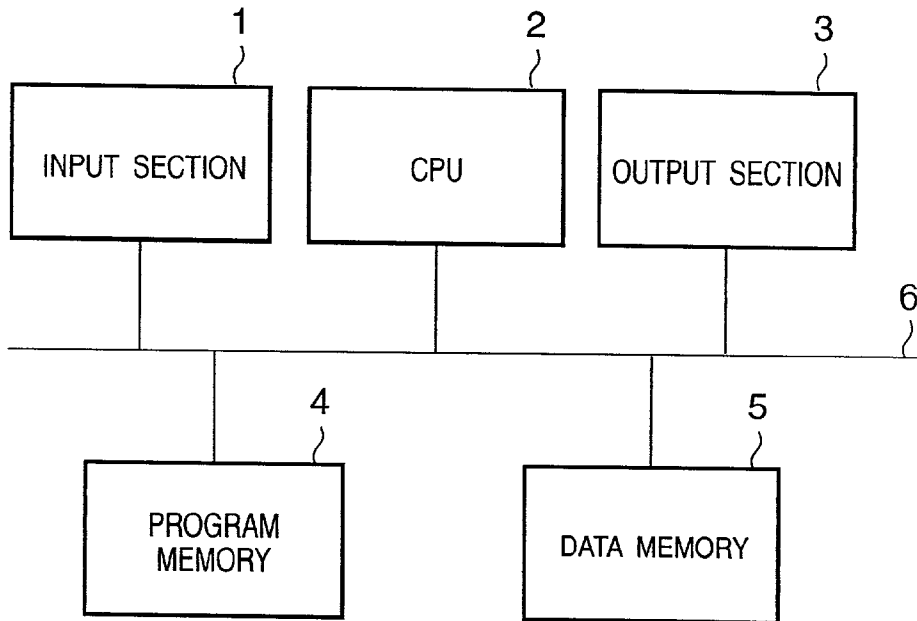 1
2
3
INPUT SECTION
CPU
OUTPUT SECTION
6
4
5
PROGRAM
MEMORY
DATA MEMORY